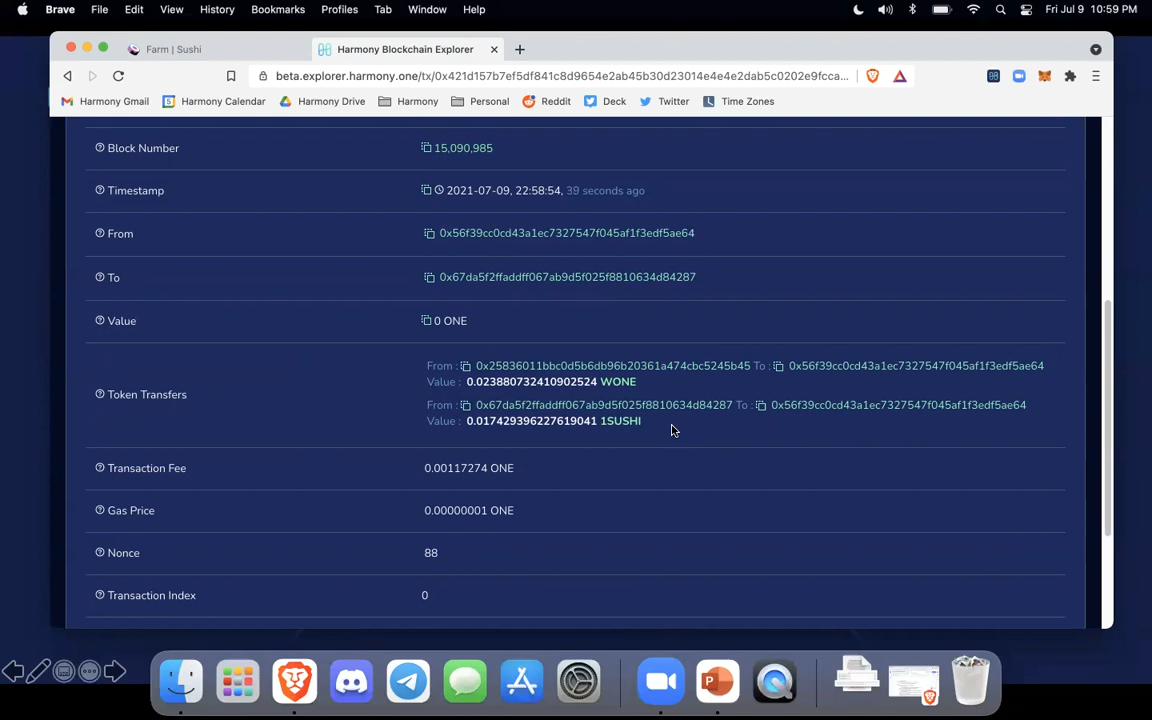 Brave File Edit View History Bookmarks Profiles Tab Window Help Fri Jul 9 10:59 PM
Farm | Sushi Harmony Blockchain Explorer
beta.explorer.harmony.one/tx/0x421d157b7ef5df841c8d9654e2ab45b30d23014e4e4e2dab5c0202e9fcca...
Harmony Gmail Harmony Calendar Harmony Drive Harmony Personal Reddit Deck Twitter Time Zones
Block Number 15,090,985
Timestamp 2021-07-09, 22:58:54, 39 seconds ago
From 0x56f39cc0cd43a1ec7327547f045af1f3edf5ae64
To 0x67da5f2ffaddff067ab9d5f025f8810634d84287
Value 0 ONE
From : 0x25836011bbc0d5b6db96b20361a474cbc5245b45 To : 0x56f39cc0cd43a1ec7327547f045af1f3edf5ae64
Value : 0.023880732410902524 WONE
Token Transfers
From : 0x67da5f2ffaddff067ab9d5f025f8810634d84287 To : 0x56f39cc0cd43a1ec7327547f045af1f3edf5ae64
Value : 0.017429396227619041 1SUSHI
Transaction Fee 0.00117274 ONE
Gas Price 0.00000001 ONE
Nonce 88
Transaction Index 0